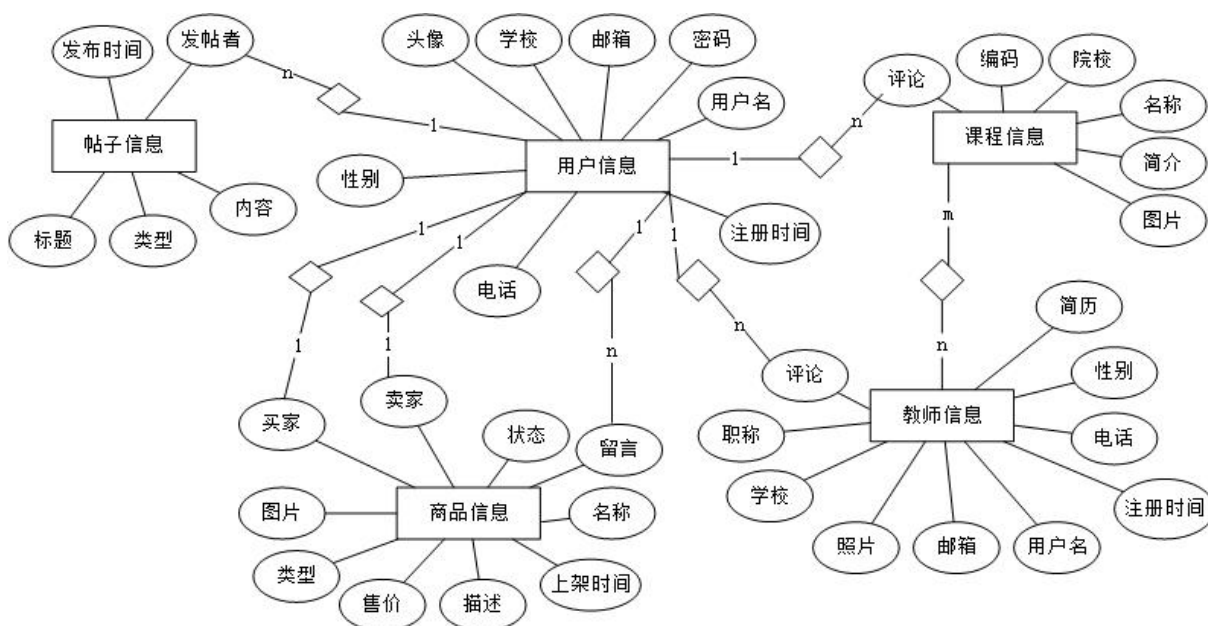 发布时间
发帖者
头像
学校
邮箱
密码
用户名
评论
编码
院校
名称
简介
图片
课程信息
n
1
帖子信息
标题
类型
内容
用户信息
性别
电话
注册时间
1
n
1
1
1
n
m
n
1
1
1
n
买家
卖家
状态
留言
商品信息
图片
类型
售价
描述
上架时间
名称
评论
简历
性别
电话
注册时间
教师信息
职称
学校
照片
邮箱
用户名